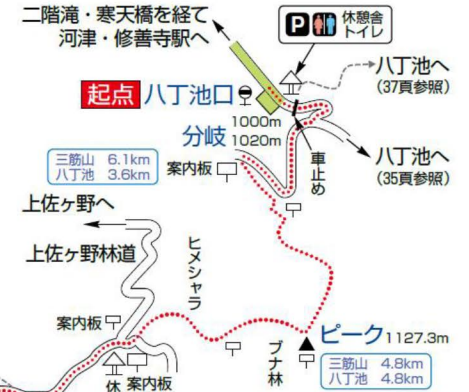 二階滝・寒天橋を経て
河津・修善寺駅へ
P
休憩舎
トイレ
八丁池へ
(37頁参照)
起点 八丁池口
1000m
分岐 1020m
車止め
三筋山 6.1km
八丁池 3.6km
案内板
八丁池へ
(35頁参照)
上佐ヶ野へ
上佐ヶ野林道
ヒメシャラ
案内板
ブナ林
ピーク 1127.3m
三筋山 4.8km
八丁池 4.8km
休
案内板